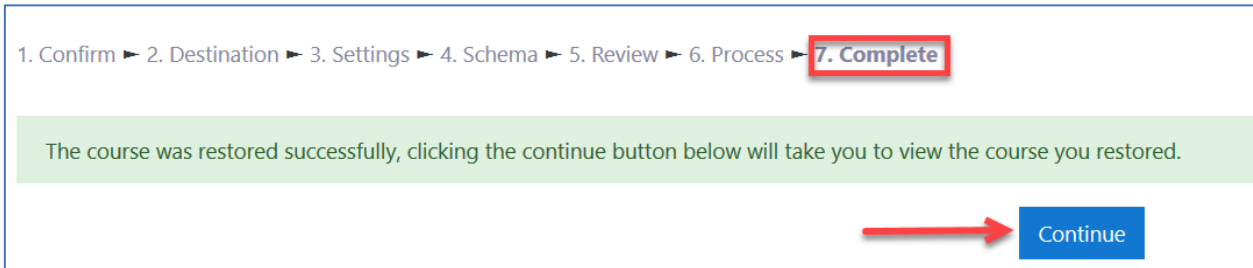 1. Confirm ► 2. Destination ► 3. Settings ► 4. Schema ► 5. Review ► 6. Process ► 7. Complete
The course was restored successfully, clicking the continue button below will take you to view the course you restored.
Continue